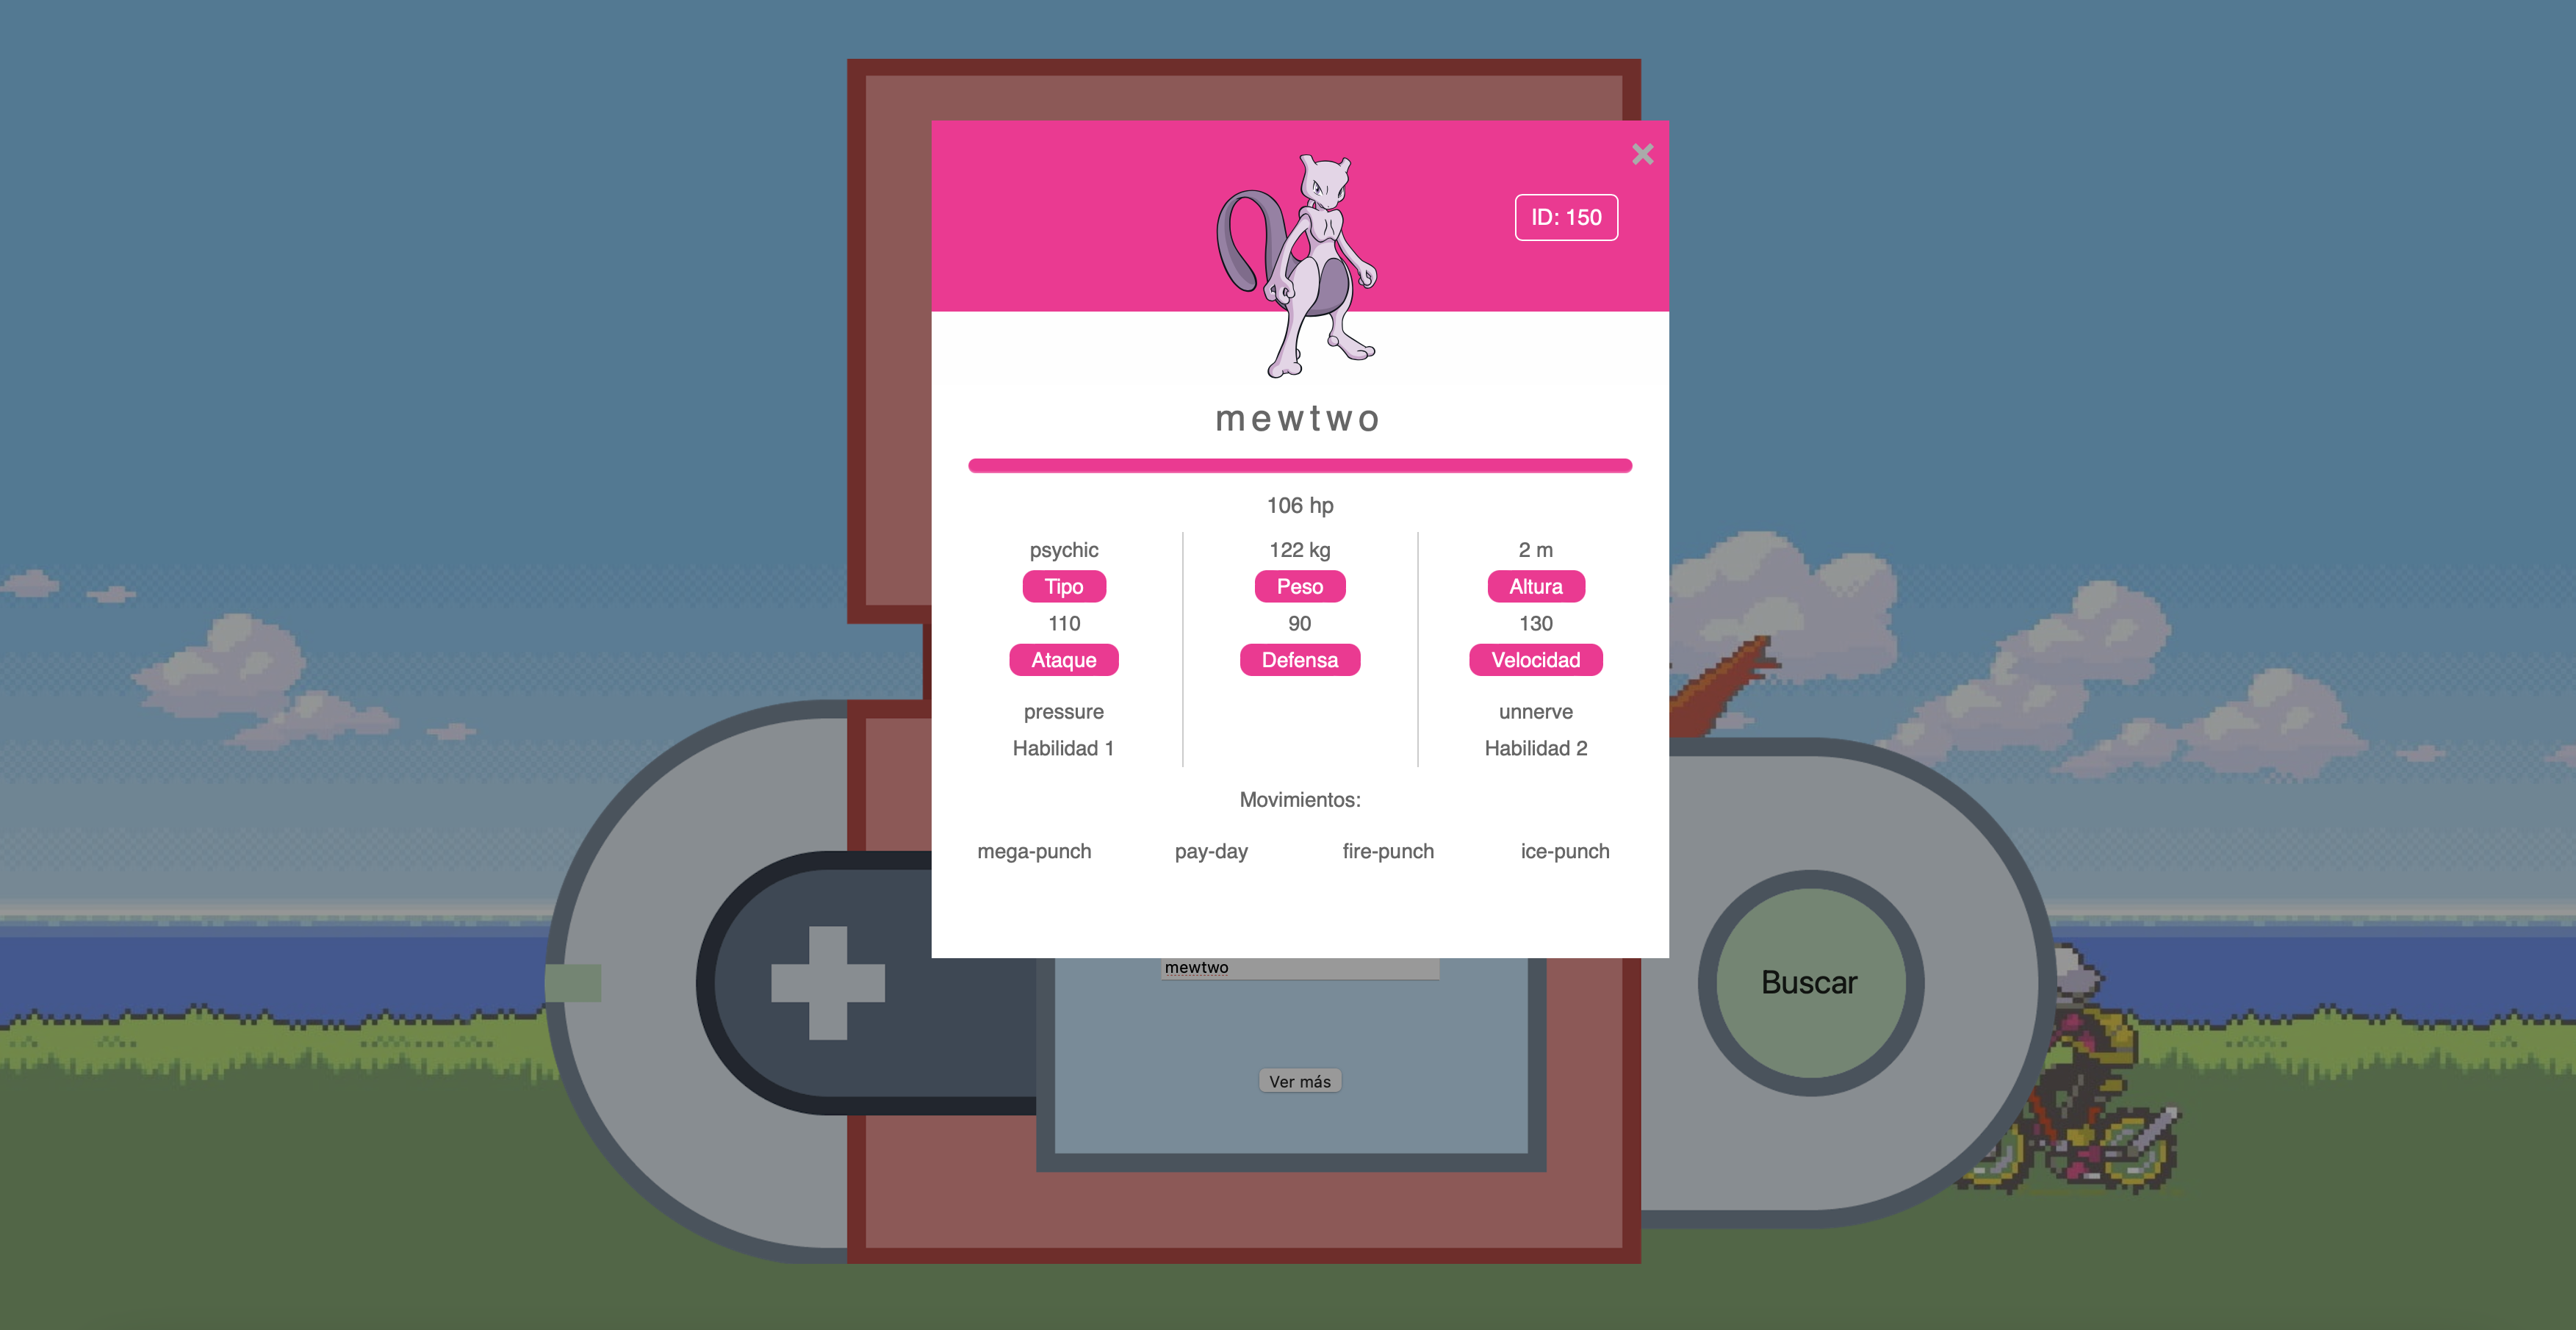 ID: 150
mewtwo
106 hp
psychic 122 kg 2 m
Tipo Peso Altura
110 90 130
Ataque Defensa Velocidad
pressure unnerve
Habilidad 1 Habilidad 2
Movimientos:
mega-punch pay-day fire-punch ice-punch
mewtwo
Buscar
Ver más